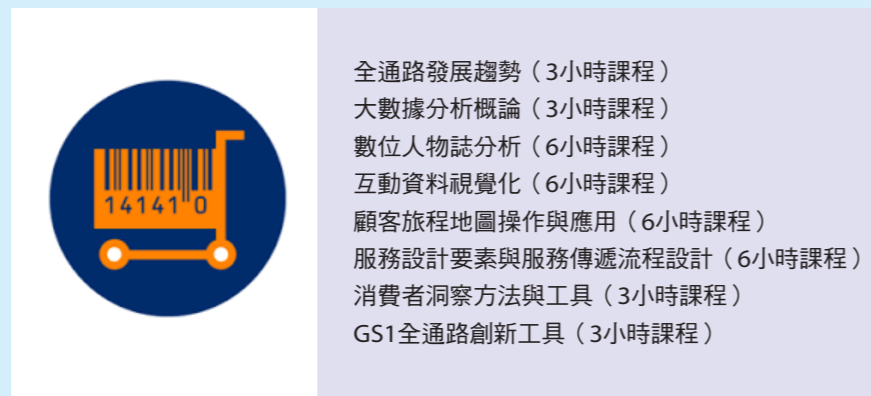 14141 0
全通路發展趨勢（3小時課程）
大數據分析概論（3小時課程）
數位人物誌分析（6小時課程）
互動資料視覺化（6小時課程）
顧客旅程地圖操作與應用（6小時課程）
服務設計要素與服務傳遞流程設計（6小時課程）
消費者洞察方法與工具（3小時課程）
GS1全通路創新工具（3小時課程）